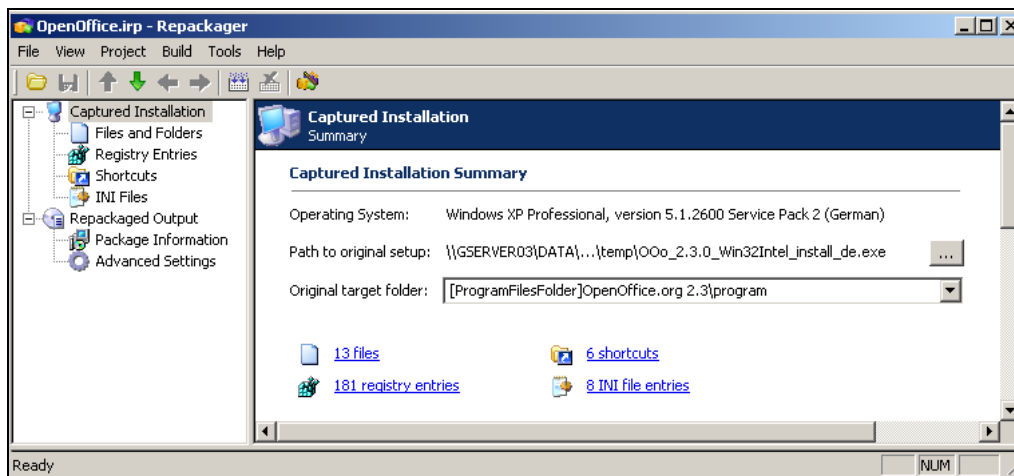 OpenOffice.irp - Repackager
File View Project Build Tools Help
Captured Installation
Files and Folders
Registry Entries
Shortcuts
INI Files
Repackaged Output
Package Information
Advanced Settings
Captured Installation
Summary
Captured Installation Summary
Operating System: Windows XP Professional, version 5.1.2600 Service Pack 2 (German)
Path to original setup: \\GSERVER03\DATA\...\temp\OOo_2.3.0_Win32Intel_install_de.exe ...
Original target folder: [ProgramFilesFolder]OpenOffice.org 2.3\program
13 files 6 shortcuts
181 registry entries 8 INI file entries
Ready NUM